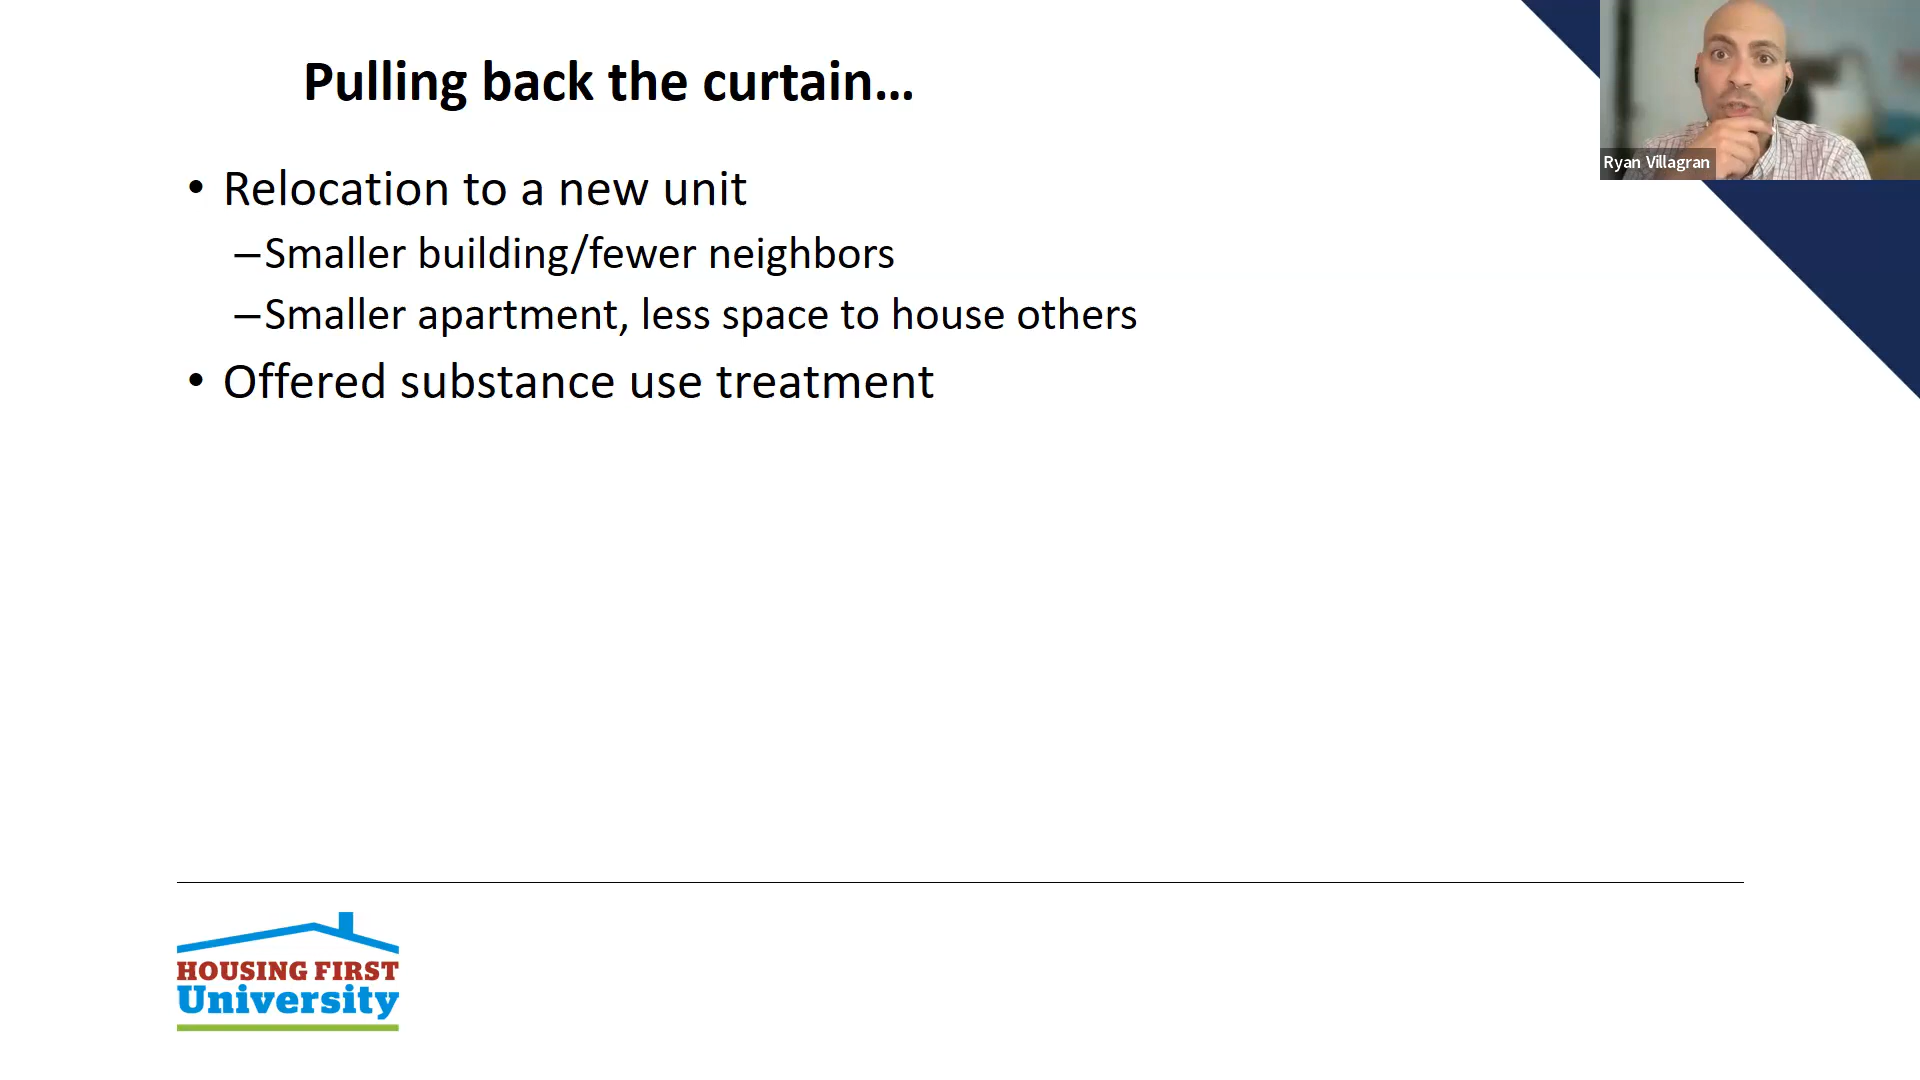 Pulling back the curtain...
Ryan Villagran
• Relocation to a new unit
–Smaller building/fewer neighbors
–Smaller apartment, less space to house others
• Offered substance use treatment
HOUSING FIRST
University